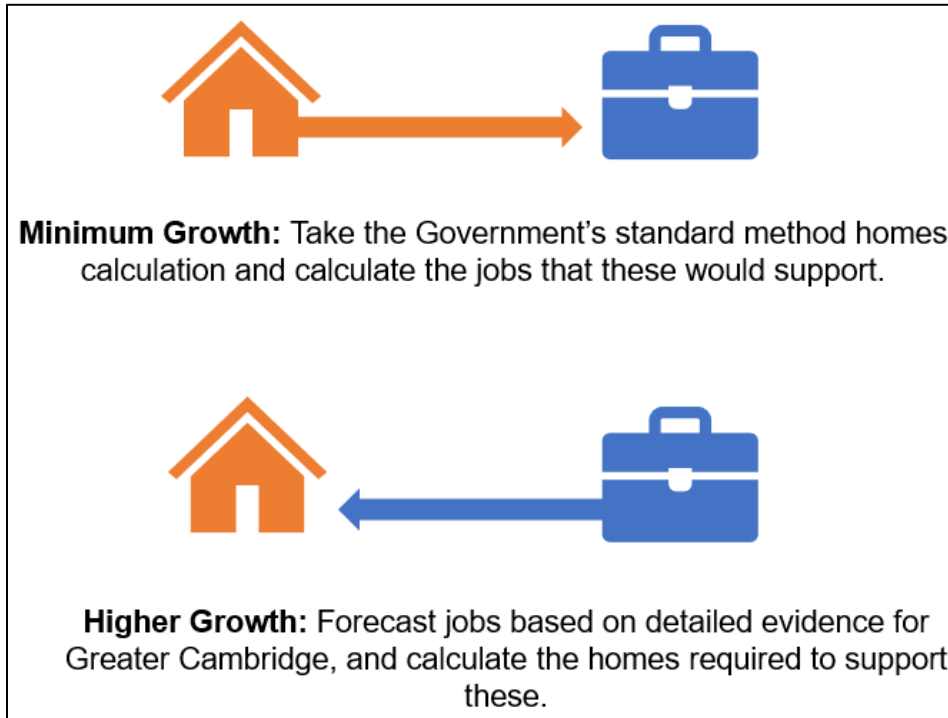 Minimum Growth: Take the Government’s standard method homes
calculation and calculate the jobs that these would support.
Higher Growth: Forecast jobs based on detailed evidence for
Greater Cambridge, and calculate the homes required to support
these.